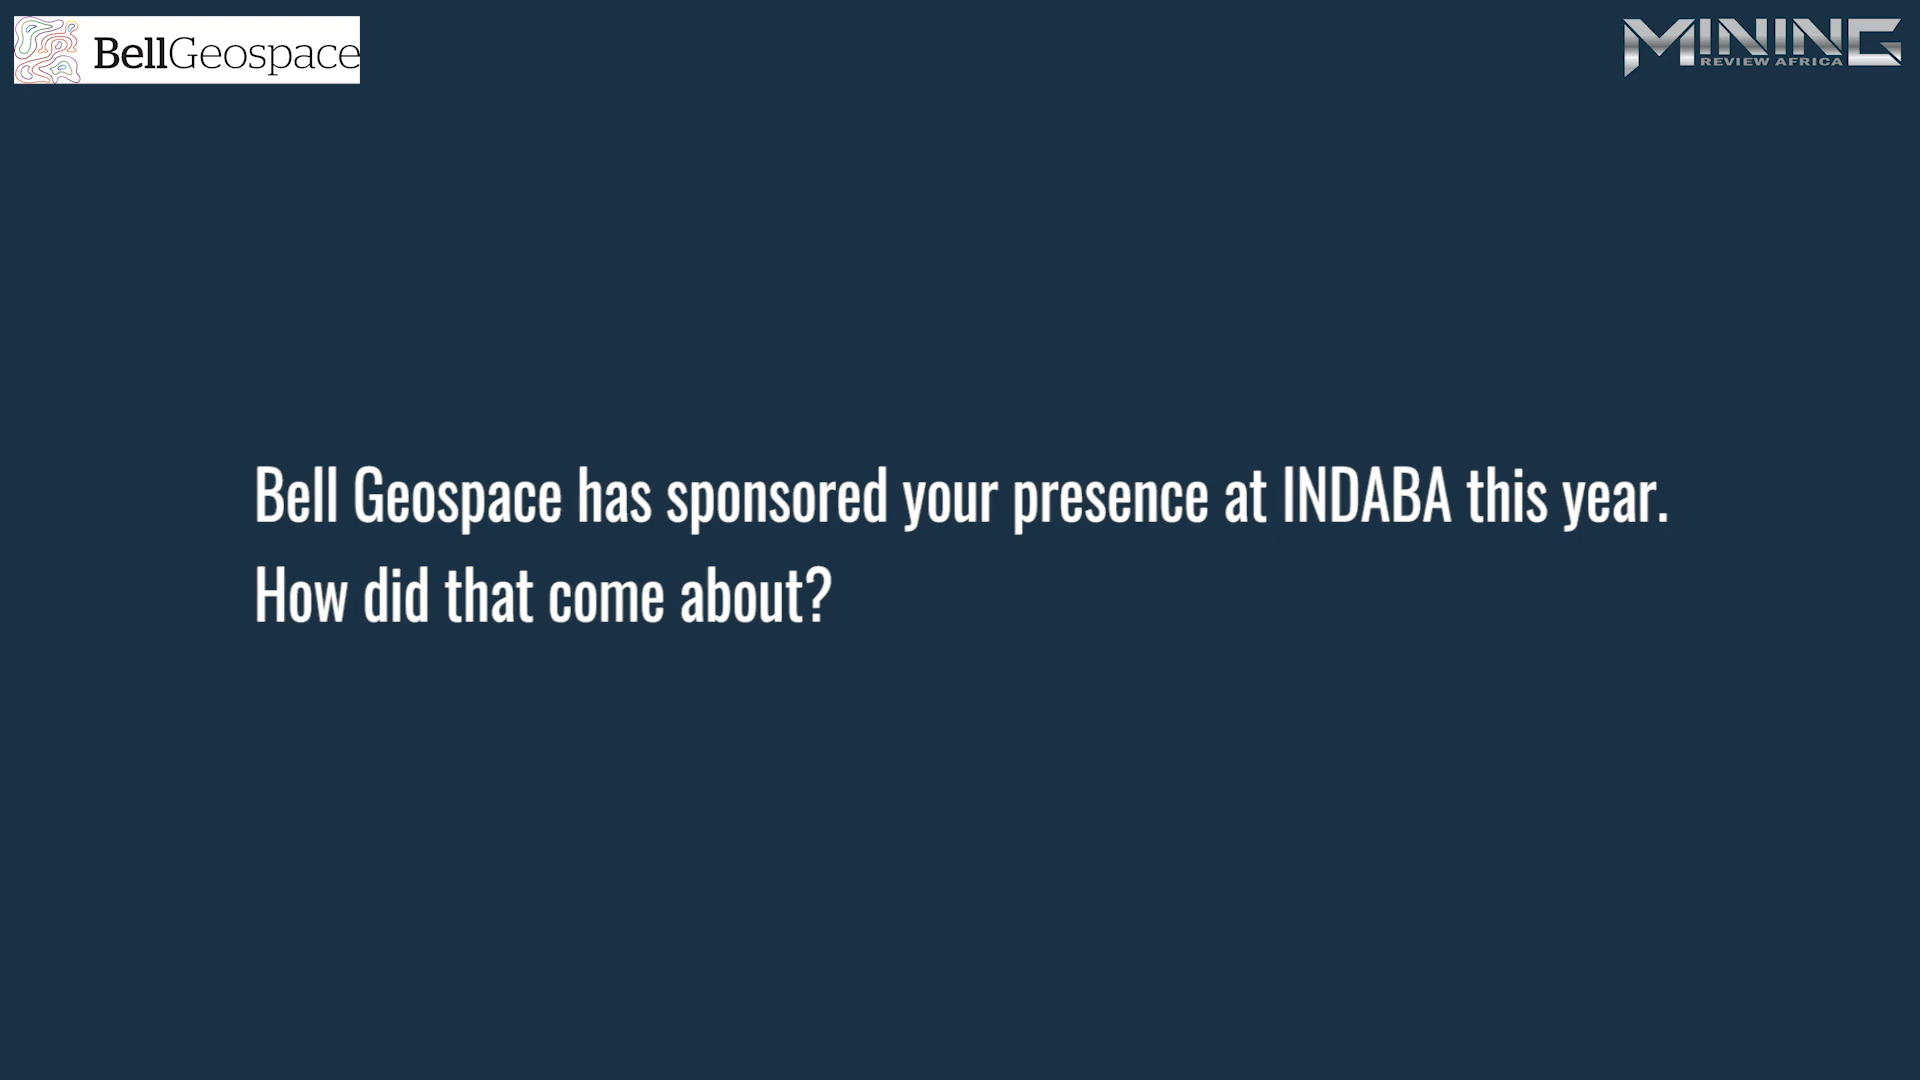 BellGeospace
MINING
REVIEW AFRICA
Bell Geospace has sponsored your presence at INDABA this year.
How did that come about?